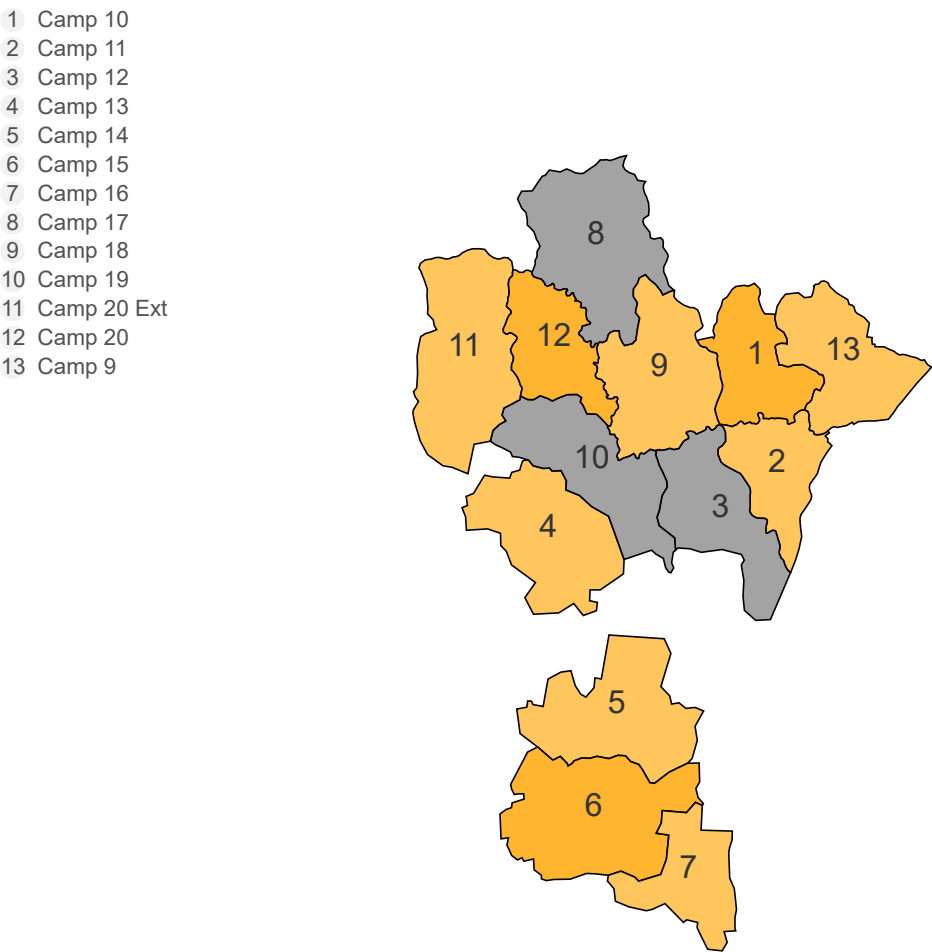 1 Camp 10
2 Camp 11
3 Camp 12
4 Camp 13
5 Camp 14
6 Camp 15
7 Camp 16
8 Camp 17
9 Camp 18
10 Camp 19
11 Camp 20 Ext
12 Camp 20
13 Camp 9
8
11
12
9
1
13
10
2
3
4
5
6
7